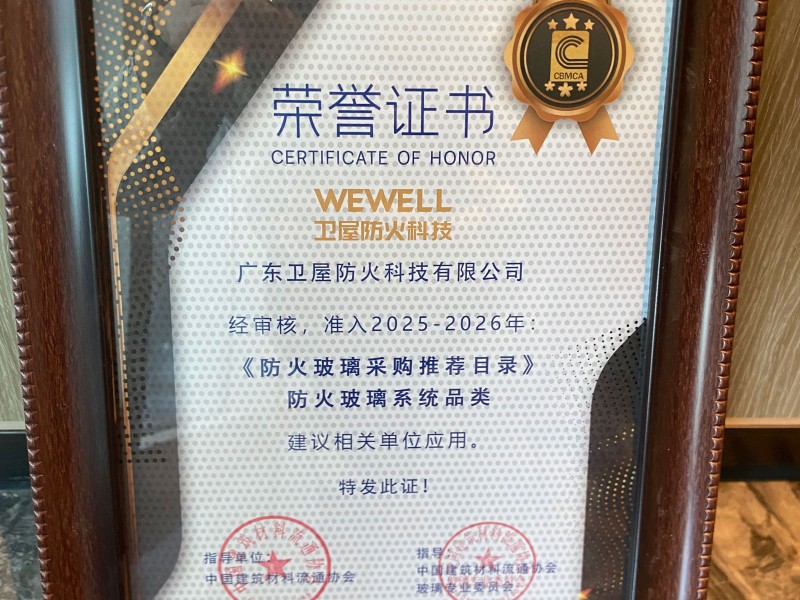 CBMCA
荣誉证书
CERTIFICATE OF HONOR
WEWELL
卫屋防火科技
广东卫屋防火科技有限公司
经审核，准入2025-2026年：
《防火玻璃采购推荐目录》
防火玻璃系统品类
建议相关单位应用。
特发此证！
指导单位：
中国建筑材料流通协会
指导
中国建筑材料流通协会
玻璃专业委员会